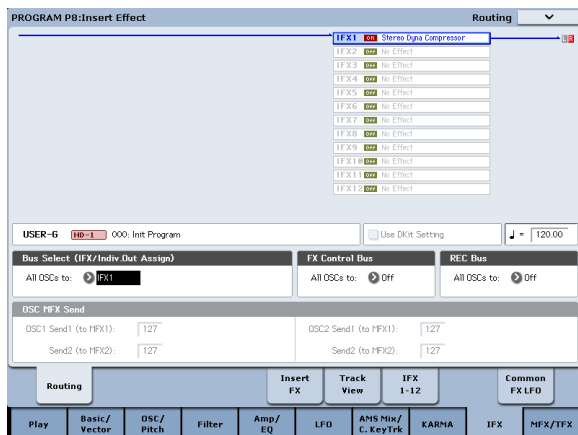 PROGRAM P8:Insert Effect
Routing
IFX1 On Stereo Dyna Compressor
L R
IFX2 Off No Effect
IFX3 Off No Effect
IFX4 Off No Effect
IFX5 Off No Effect
IFX6 Off No Effect
IFX7 Off No Effect
IFX8 Off No Effect
IFX9 Off No Effect
IFX10 Off No Effect
IFX11 Off No Effect
IFX12 Off No Effect
USER-G HD-1 000: Init Program
Use DKit Setting
♩ = 120.00
Bus Select (IFX/Indiv.Out Assign)
All OSCs to: IFX1
FX Control Bus
All OSCs to: Off
REC Bus
All OSCs to: Off
OSC MFX Send
OSC1 Send1 (to MFX1): 127
OSC2 Send1 (to MFX1): 127
Send2 (to MFX2): 127
Send2 (to MFX2): 127
Routing
Insert FX
Track View
IFX 1-12
Common FX LFO
Play
Basic/ Vector
OSC/ Pitch
Filter
Amp/ EQ
LFO
AMS Mix/ C. KeyTrk
KARMA
IFX
MFX/TFX